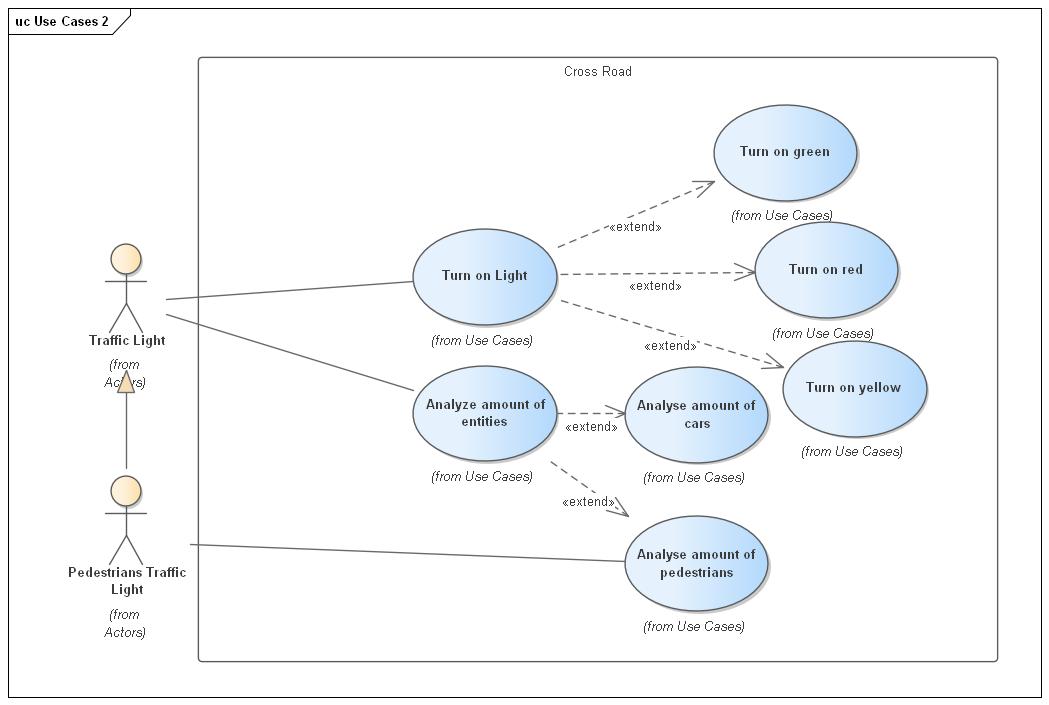 uc Use Cases 2
Cross Road
Turn on green
(from Use Cases)
«extend»
Turn on Light
(from Use Cases)
Turn on red
(from Use Cases)
«extend»
«extend»
Turn on yellow
(from Use Cases)
Traffic Light
(from
Actors)
Analyze amount of
entities
(from Use Cases)
«extend»
Analyse amount of
cars
(from Use Cases)
«extend»
Pedestrians Traffic
Light
(from
Actors)
Analyse amount of
pedestrians
(from Use Cases)